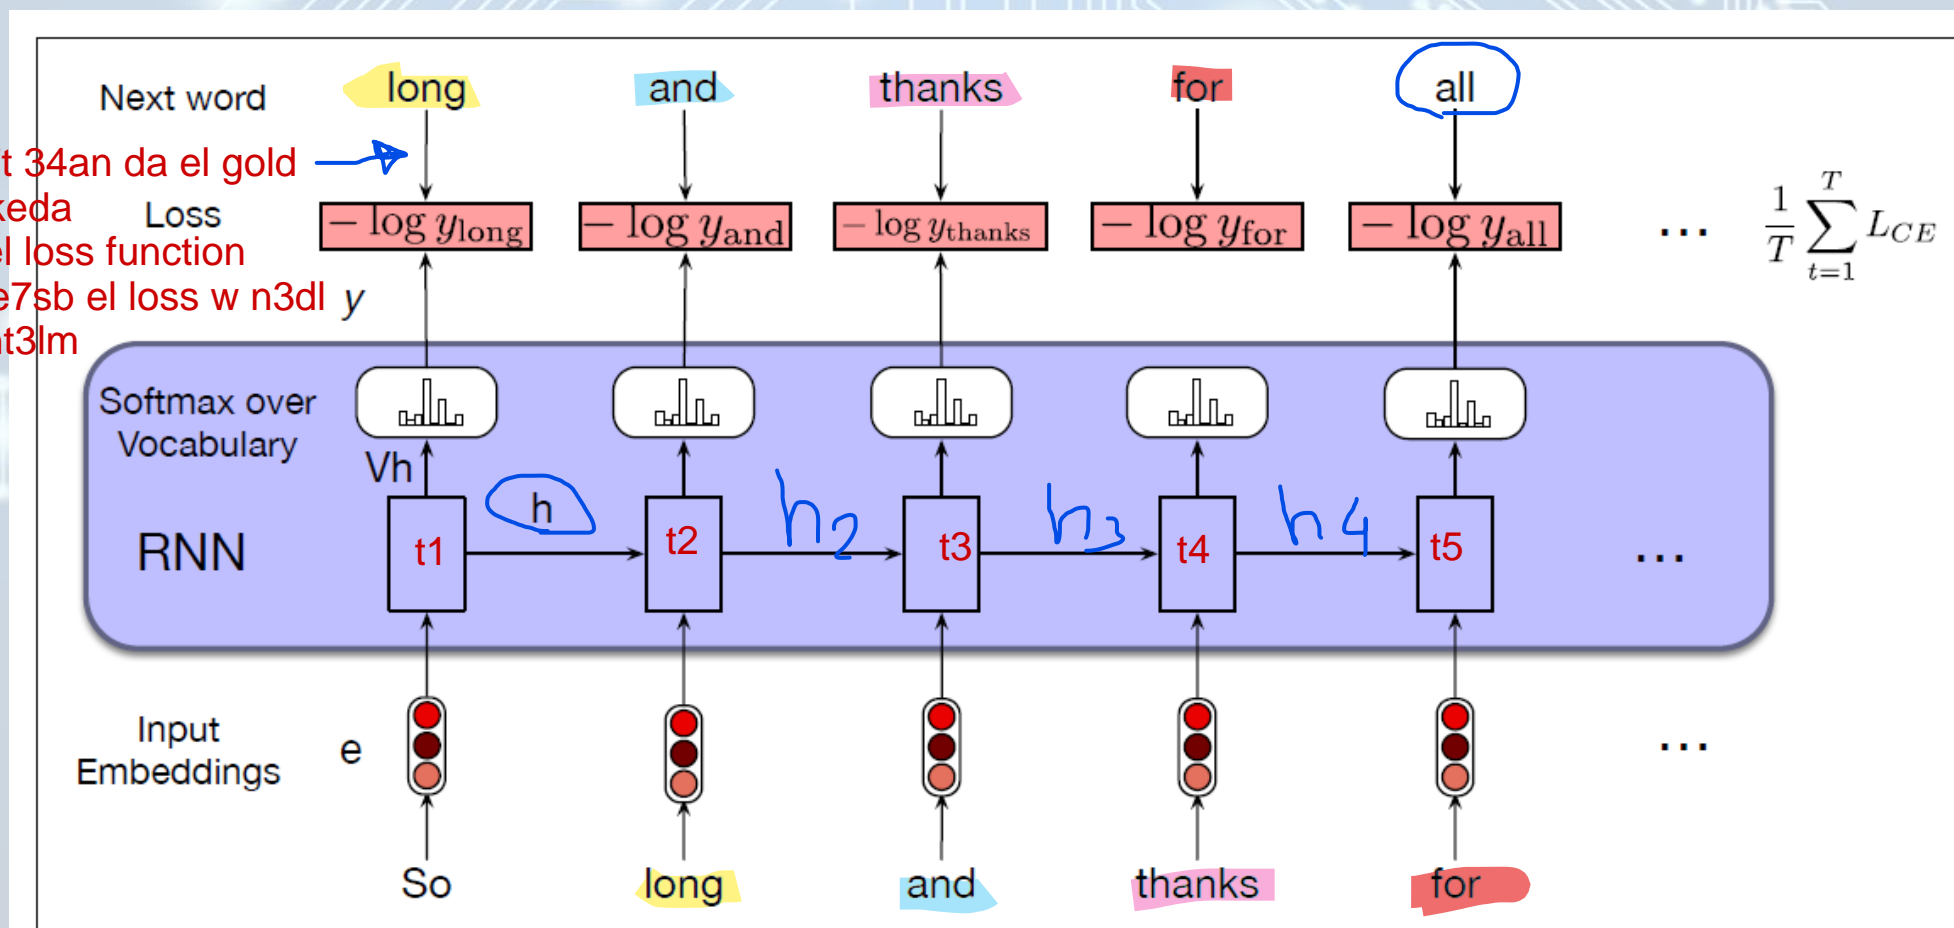 Next word long and thanks for all
t 34an da el gold
keda
Loss − log y_long − log y_and − log y_thanks − log y_for − log y_all ... 1/T ∑_{t=1}^{T} L_CE
el loss function
e7sb el loss w n3dl y
t3lm
Softmax over
Vocabulary
Vh
h h2 h3 h4
RNN t1 t2 t3 t4 t5 ...
Input
Embeddings e ...
So long and thanks for